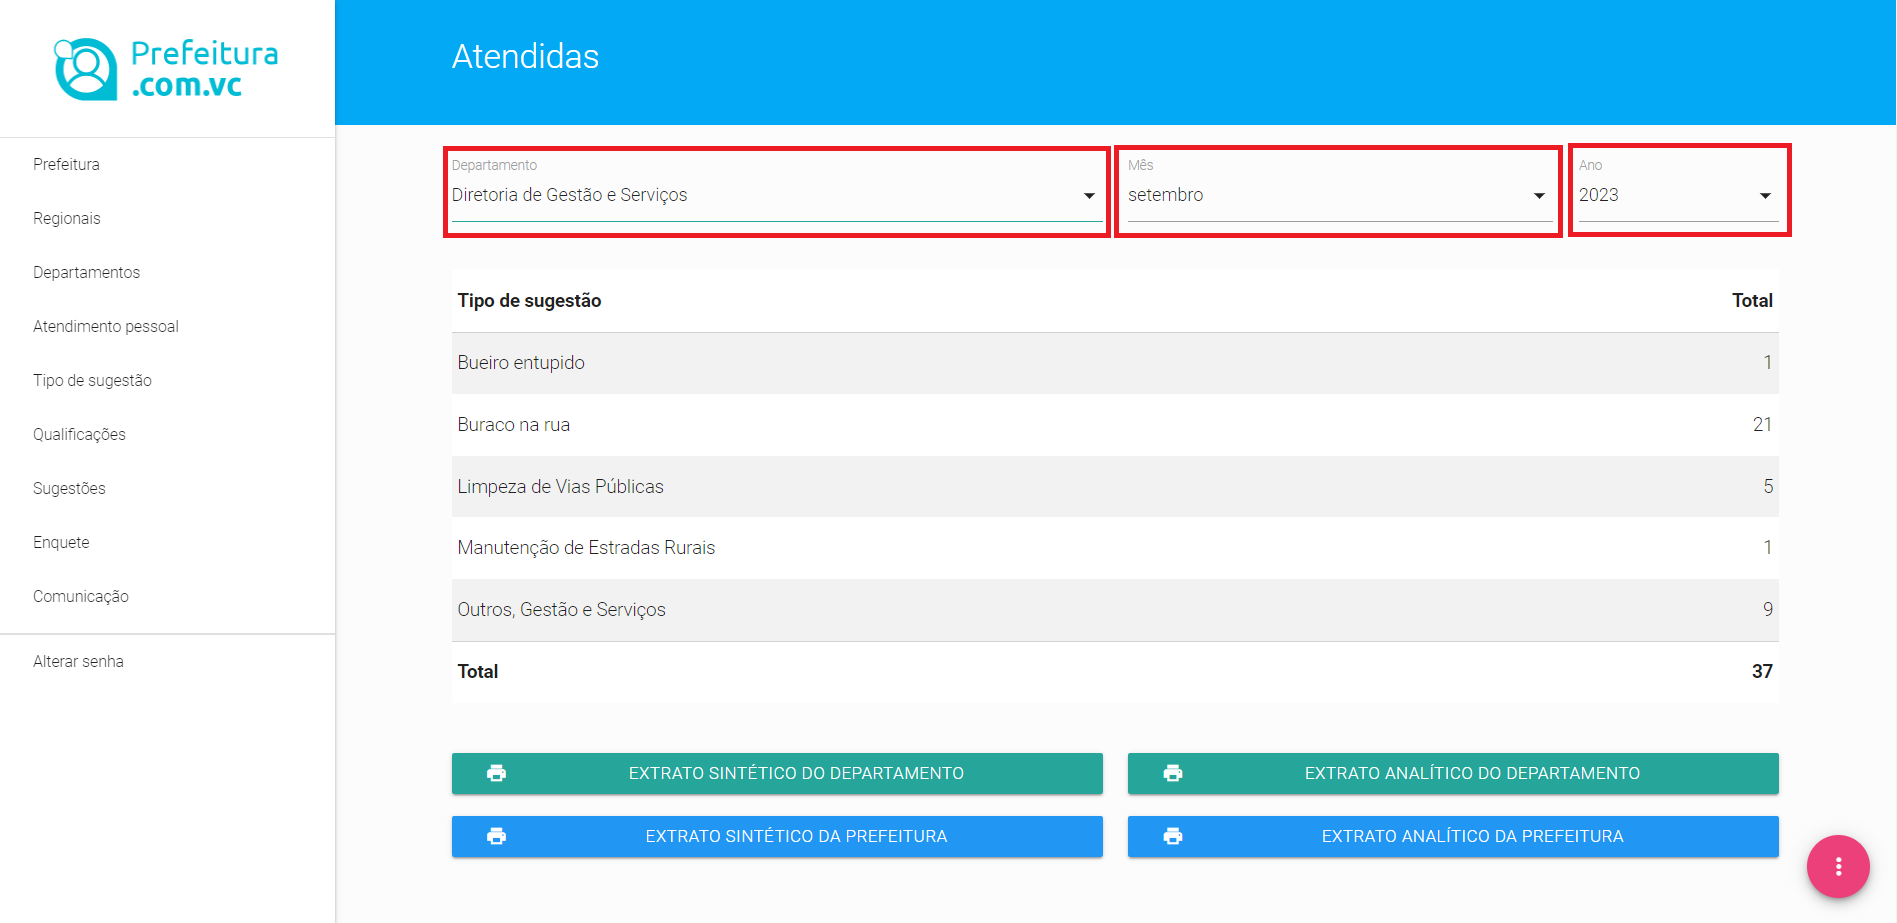 Prefeitura
.com.vc
Prefeitura
Regionais
Departamentos
Atendimento pessoal
Tipo de sugestão
Qualificações
Sugestões
Enquete
Comunicação
Alterar senha
Atendidas
Departamento
Diretoria de Gestão e Serviços
Mês
setembro
Ano
2023
Tipo de sugestão Total
Bueiro entupido 1
Buraco na rua 21
Limpeza de Vias Públicas 5
Manutenção de Estradas Rurais 1
Outros, Gestão e Serviços 9
Total 37
EXTRATO SINTÉTICO DO DEPARTAMENTO
EXTRATO ANALÍTICO DO DEPARTAMENTO
EXTRATO SINTÉTICO DA PREFEITURA
EXTRATO ANALÍTICO DA PREFEITURA